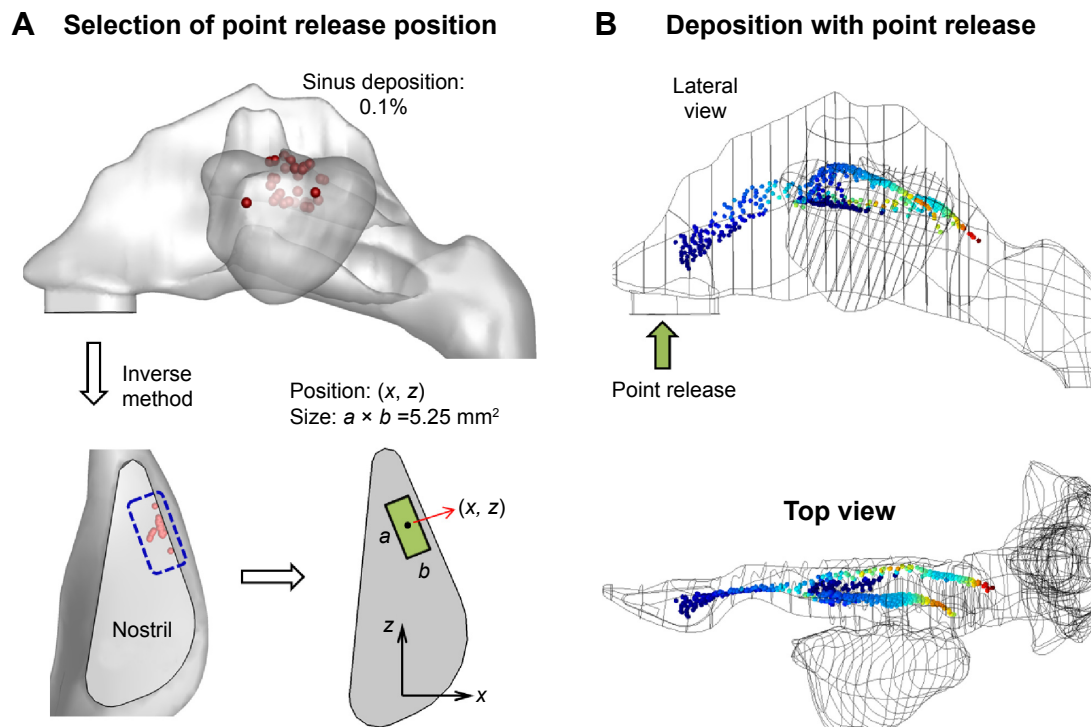 A Selection of point release position
Sinus deposition:
0.1%
Inverse
method
Position: (x, z)
Size: a × b =5.25 mm²
(x, z)
a
b
Nostril
z
x
B Deposition with point release
Lateral
view
Point release
Top view